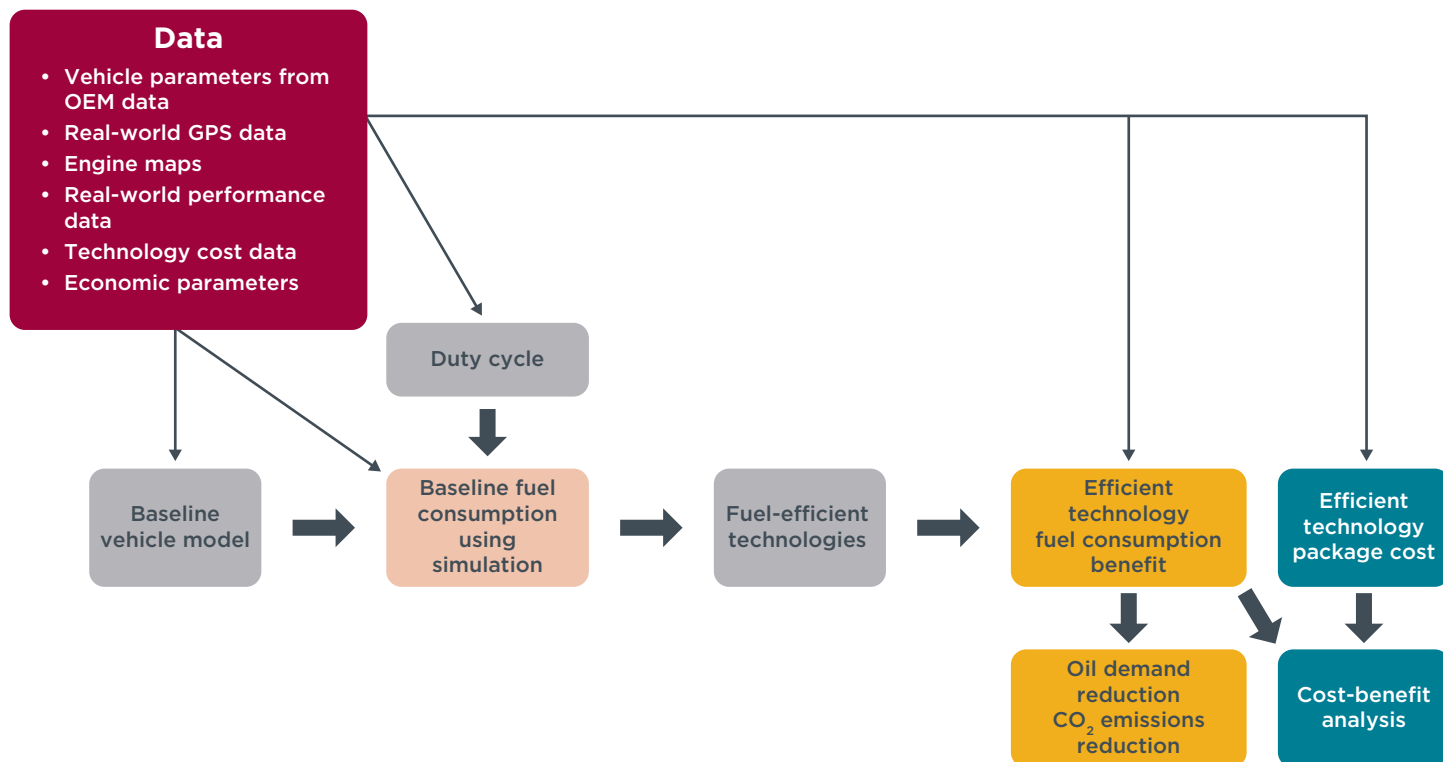 Data
• Vehicle parameters from
OEM data
• Real-world GPS data
• Engine maps
• Real-world performance
data
• Technology cost data
• Economic parameters
Duty cycle
Baseline
vehicle model
Baseline fuel
consumption
using
simulation
Fuel-efficient
technologies
Efficient
technology
fuel consumption
benefit
Efficient
technology
package cost
Oil demand
reduction
CO₂ emissions
reduction
Cost-benefit
analysis